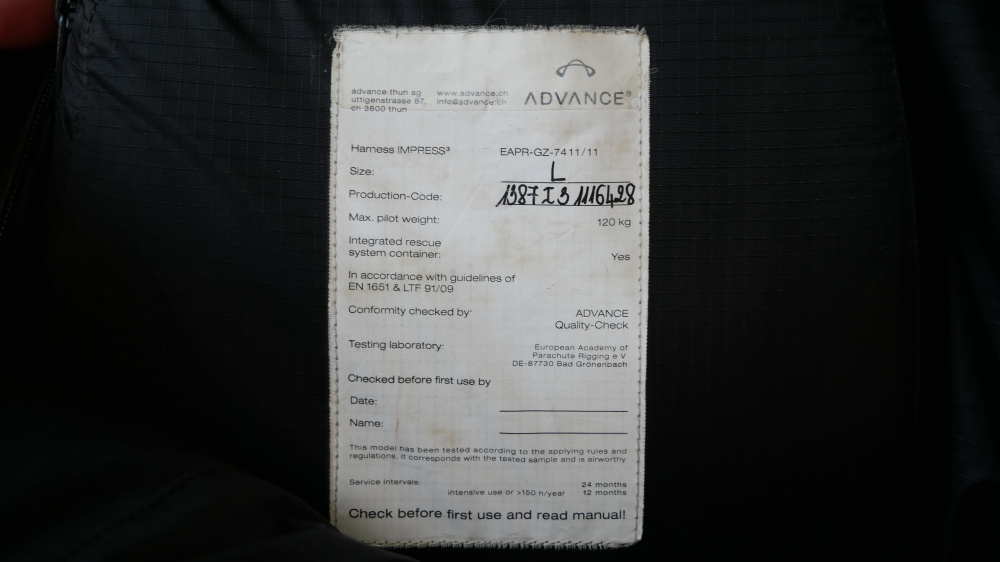 advance thun ag www.advance.ch
uttigenstrasse 87, info@advance.ch
ch 3600 thun
ADVANCE®
Harness IMPRESS³ EAPR-GZ-7411/11
Size: L
Production-Code: 1387 I 3 1116428
Max. pilot weight: 120 kg
Integrated rescue
system container: Yes
In accordance with guidelines of
EN 1651 & LTF 91/09
Conformity checked by: ADVANCE
Quality-Check
Testing laboratory: European Academy of
Parachute Rigging e.V.
DE-87730 Bad Grönenbach
Checked before first use by
Date:
Name:
This model has been tested according to the applying rules and
regulations. It corresponds with the tested sample and is airworthy
Service intervals: 24 months
intensive use or >150 h/year 12 months
Check before first use and read manual!